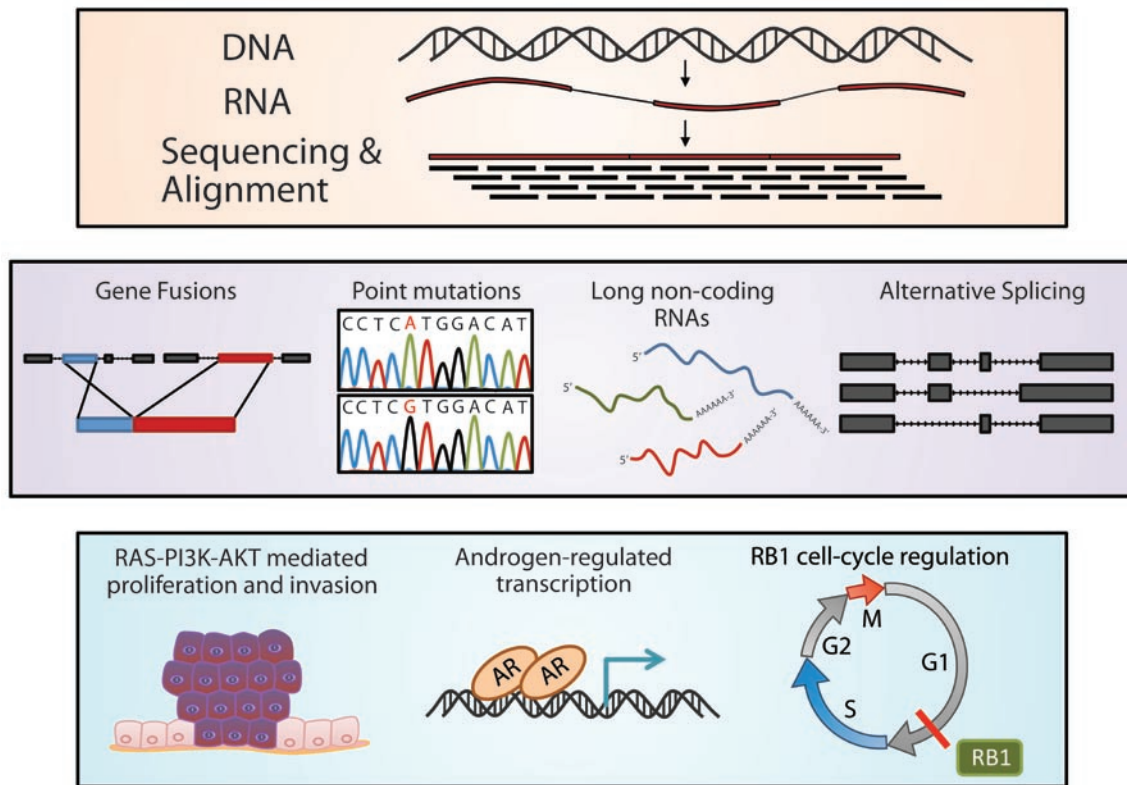 DNA
RNA
Sequencing &
Alignment
Gene Fusions
Point mutations
CCTCATGGACAT
CCTCGTGGACAT
Long non-coding
RNAs
5'
AAAAAA-3'
5'
AAAAAA-3'
5'
AAAAAA-3'
Alternative Splicing
RAS-PI3K-AKT mediated
proliferation and invasion
Androgen-regulated
transcription
AR
AR
RB1 cell-cycle regulation
M
G2
G1
S
RB1